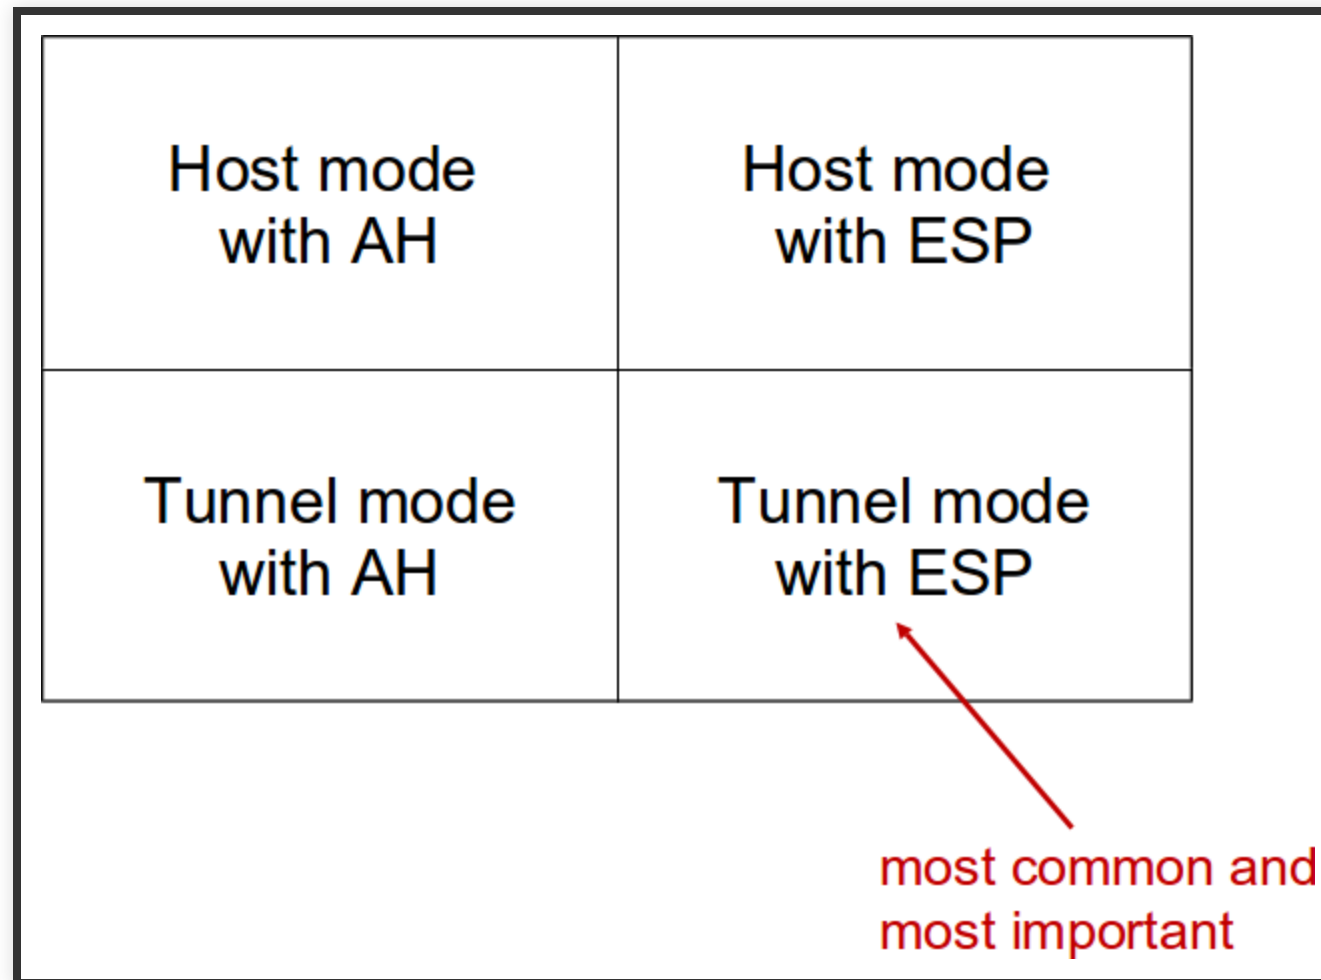 Host mode
with AH
Host mode
with ESP
Tunnel mode
with AH
Tunnel mode
with ESP
most common and
most important